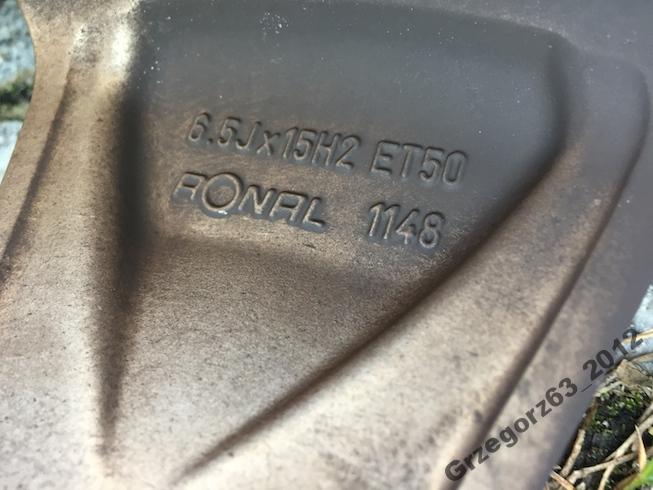 6.5Jx15H2 ET50
RONAL 1148
Grzegorz63_2012